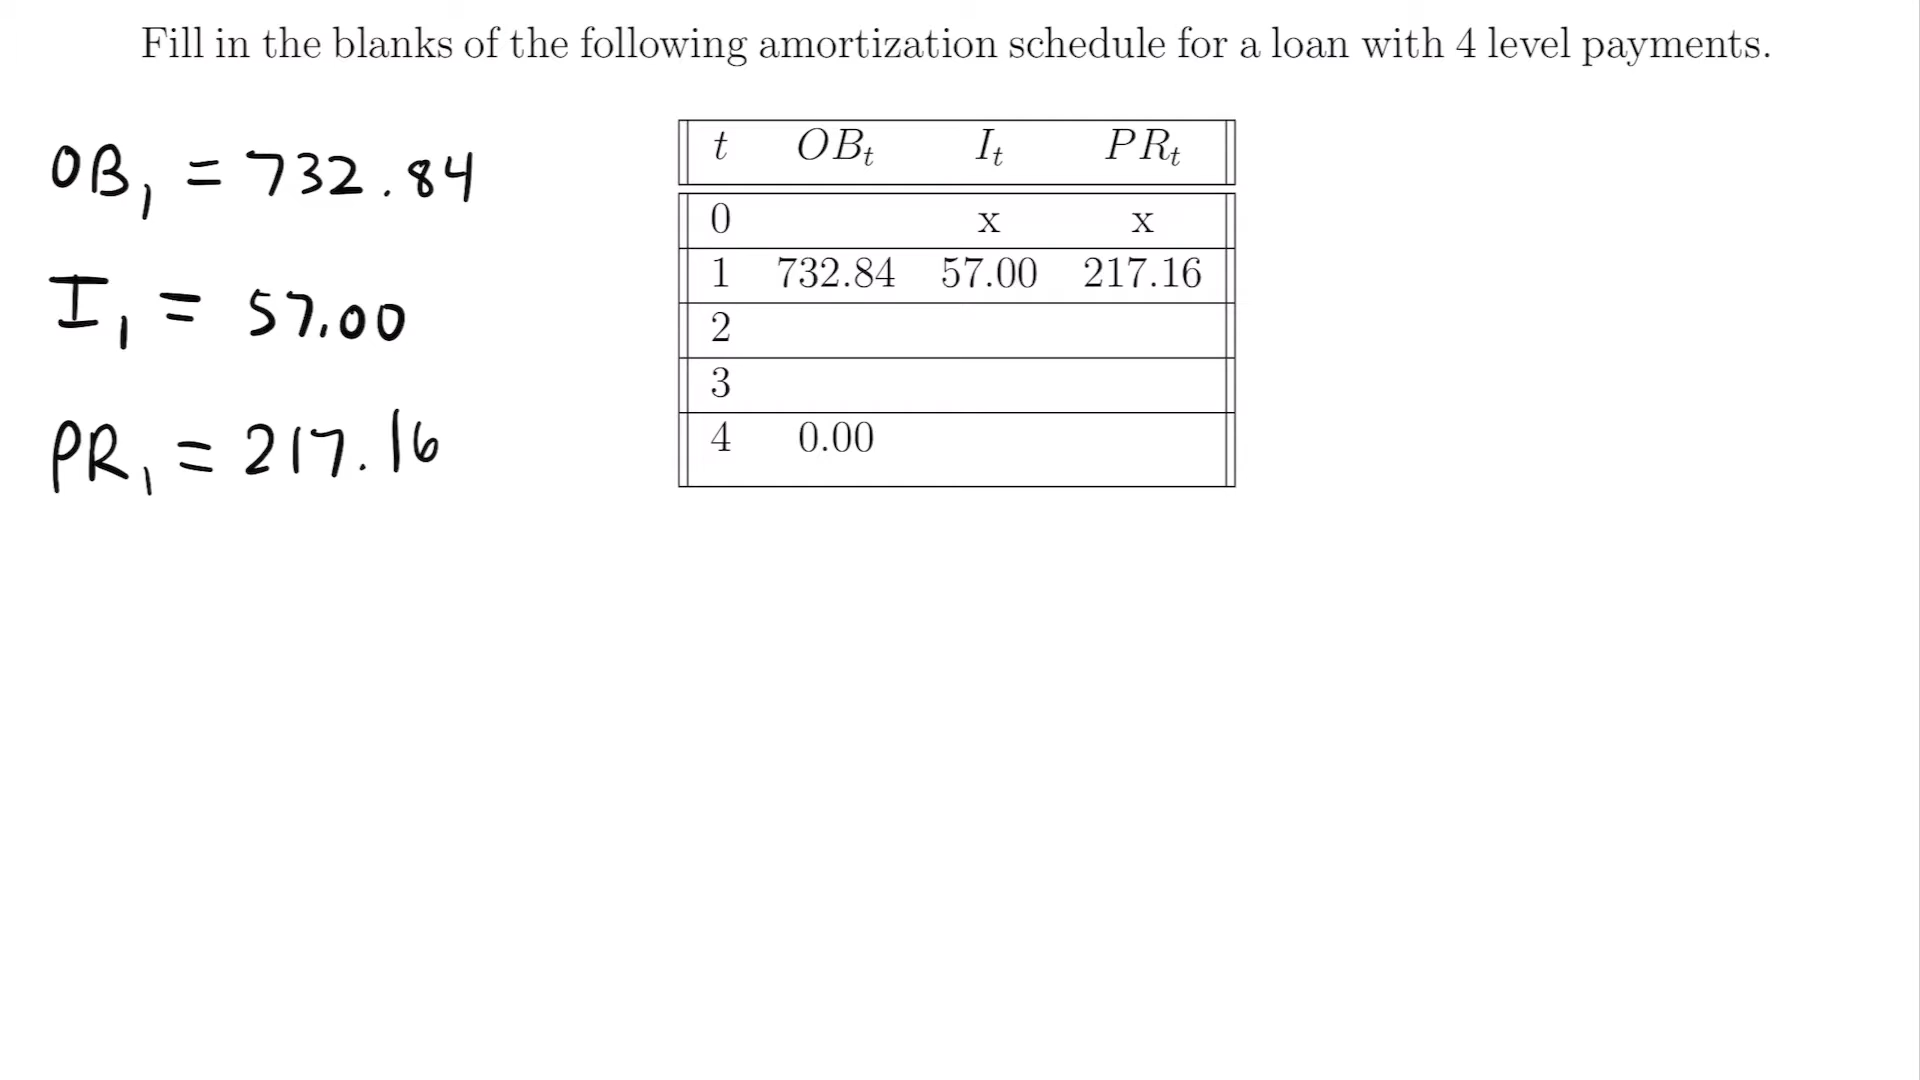 Fill in the blanks of the following amortization schedule for a loan with 4 level payments.
OB₁ = 732.84
I₁ = 57.00
PR₁ = 217.16
t OBₜ Iₜ PRₜ
0 x x
1 732.84 57.00 217.16
2
3
4 0.00